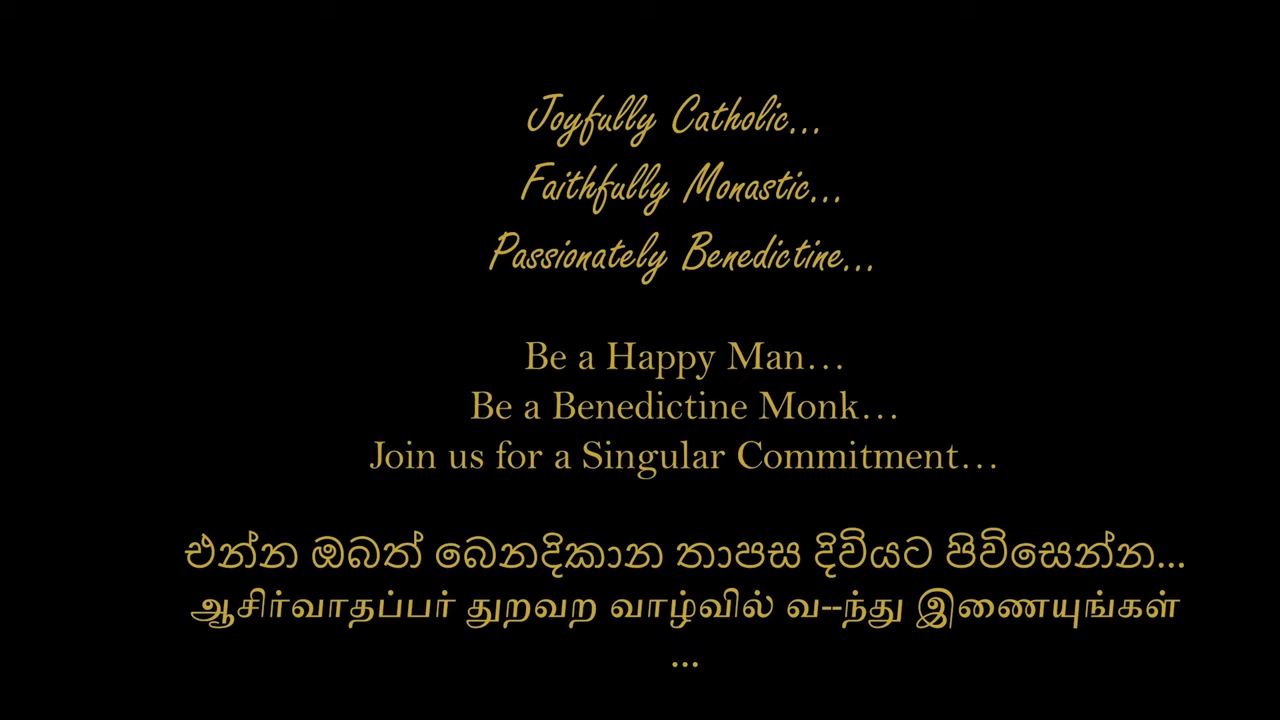 Joyfully Catholic...
Faithfully Monastic...
Passionately Benedictine...
Be a Happy Man…
Be a Benedictine Monk…
Join us for a Singular Commitment…
එන්න ඔබත් බෙනදිකාන තාපස දිවියට පිවිසෙන්න...
ஆசிர்வாதப்பர் துறவற வாழ்வில் வ--ந்து இணையுங்கள்
...